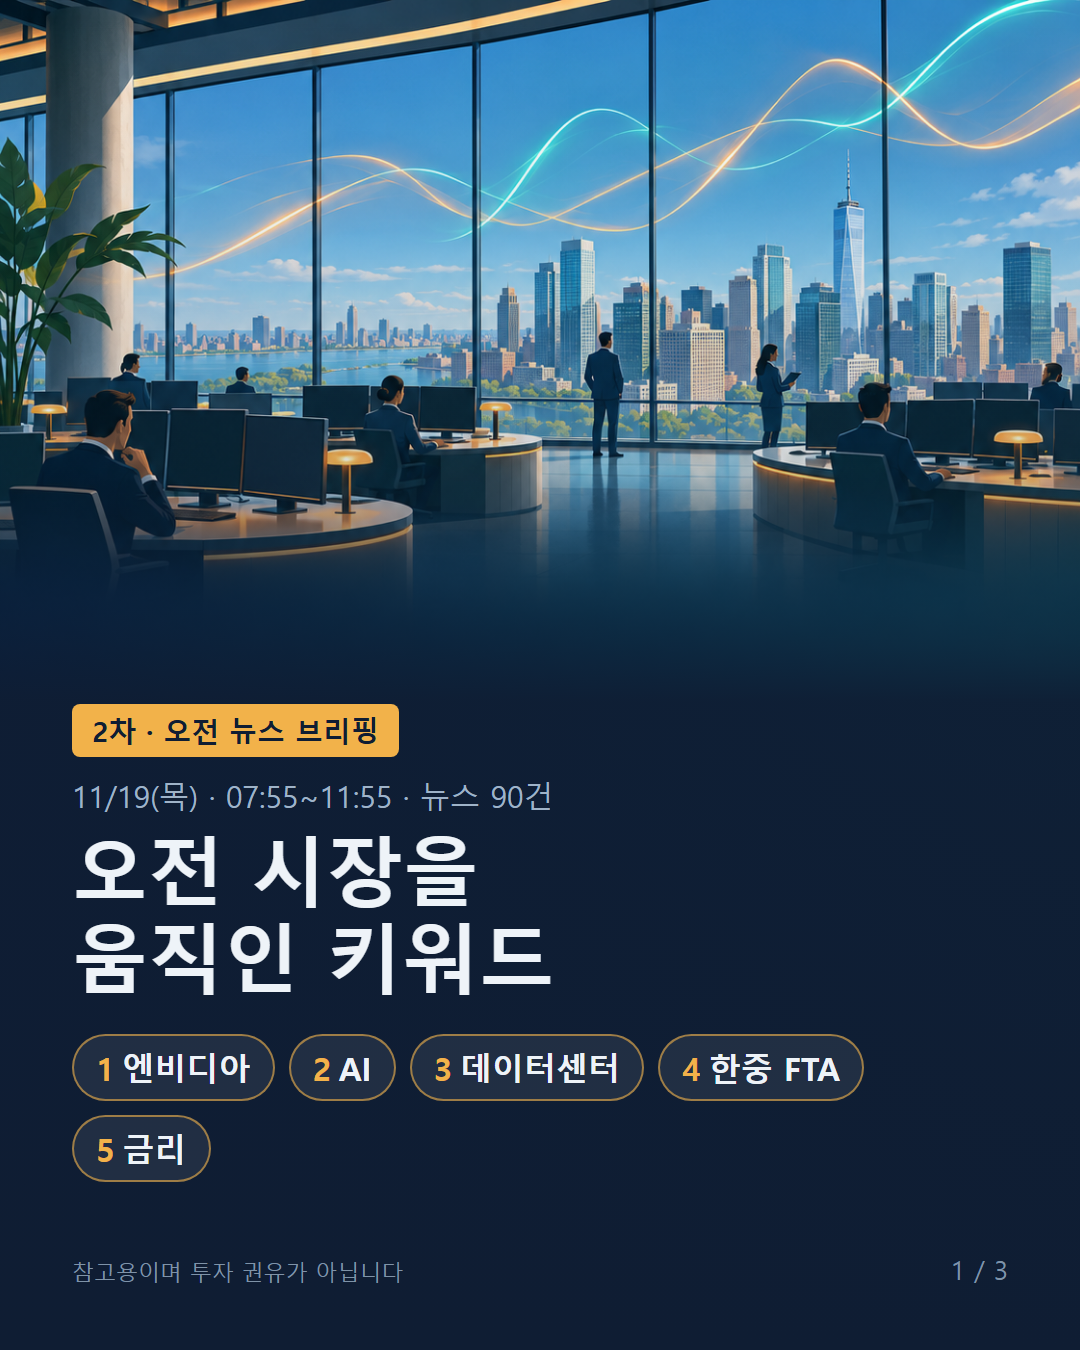 2차 · 오전 뉴스 브리핑
11/19(목) · 07:55~11:55 · 뉴스 90건
오전 시장을
움직인 키워드
1 엔비디아 2 AI 3 데이터센터 4 한중 FTA
5 금리
참고용이며 투자 권유가 아닙니다 1 / 3